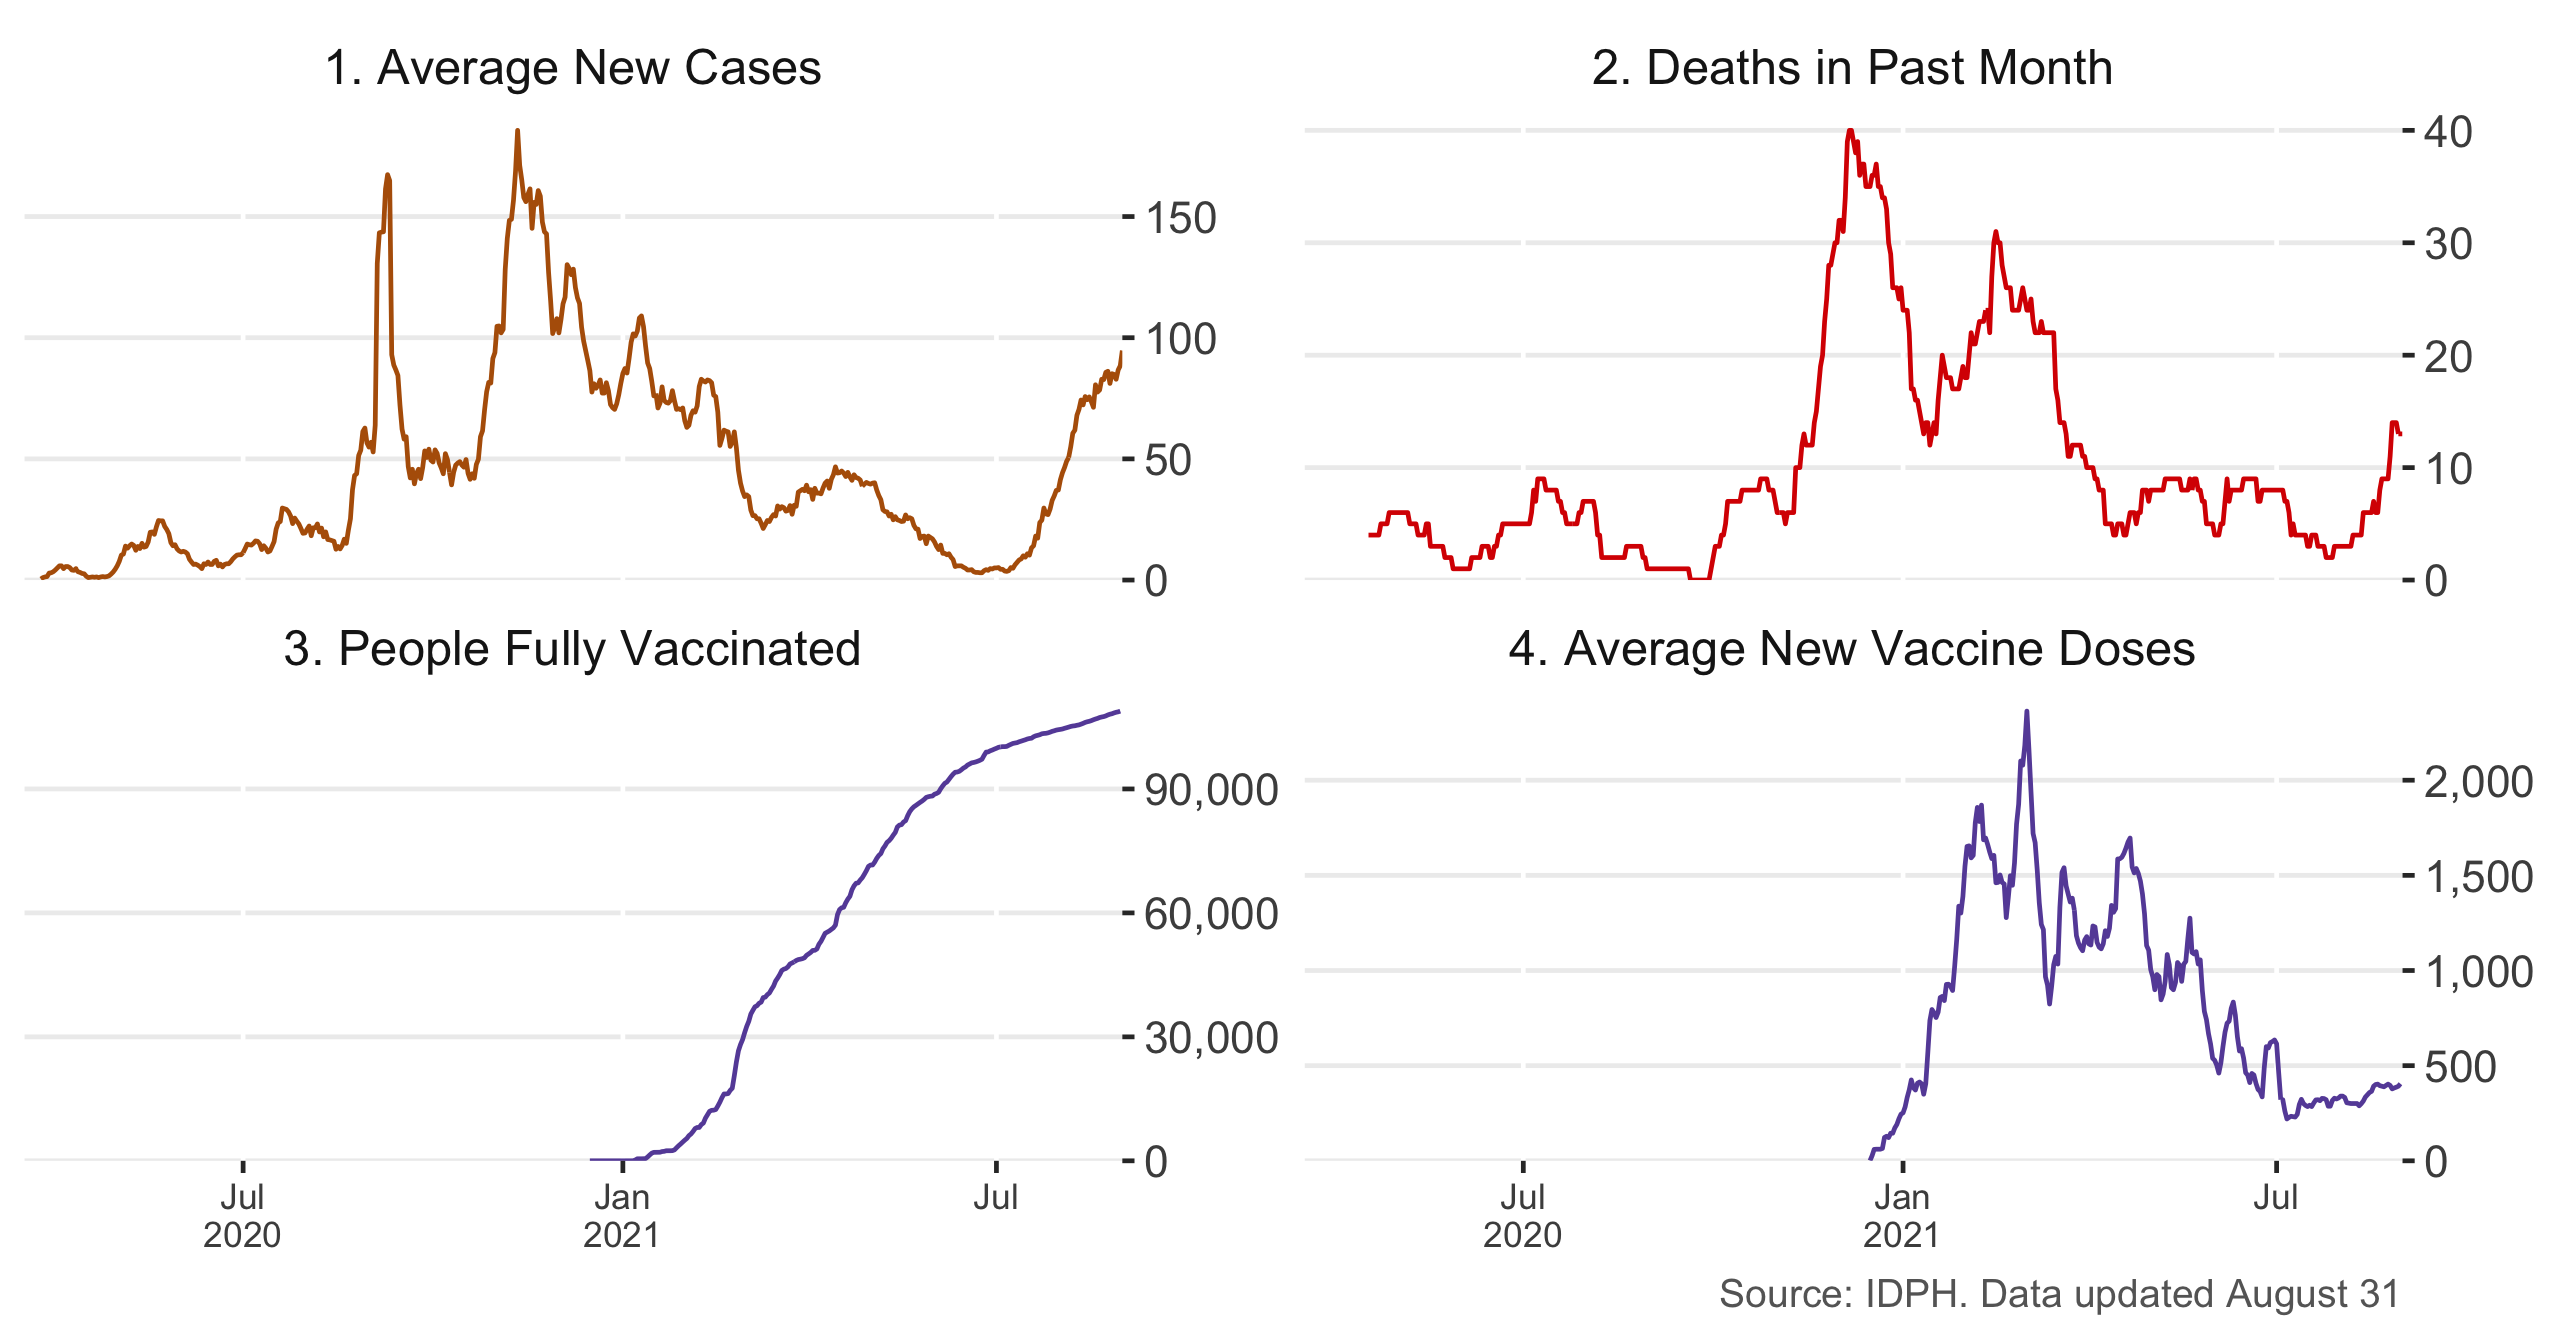 1. Average New Cases
150
100
50
0
2. Deaths in Past Month
40
30
20
10
0
3. People Fully Vaccinated
90,000
60,000
30,000
0
Jul
2020
Jan
2021
Jul
4. Average New Vaccine Doses
2,000
1,500
1,000
500
0
Jul
2020
Jan
2021
Jul
Source: IDPH. Data updated August 31